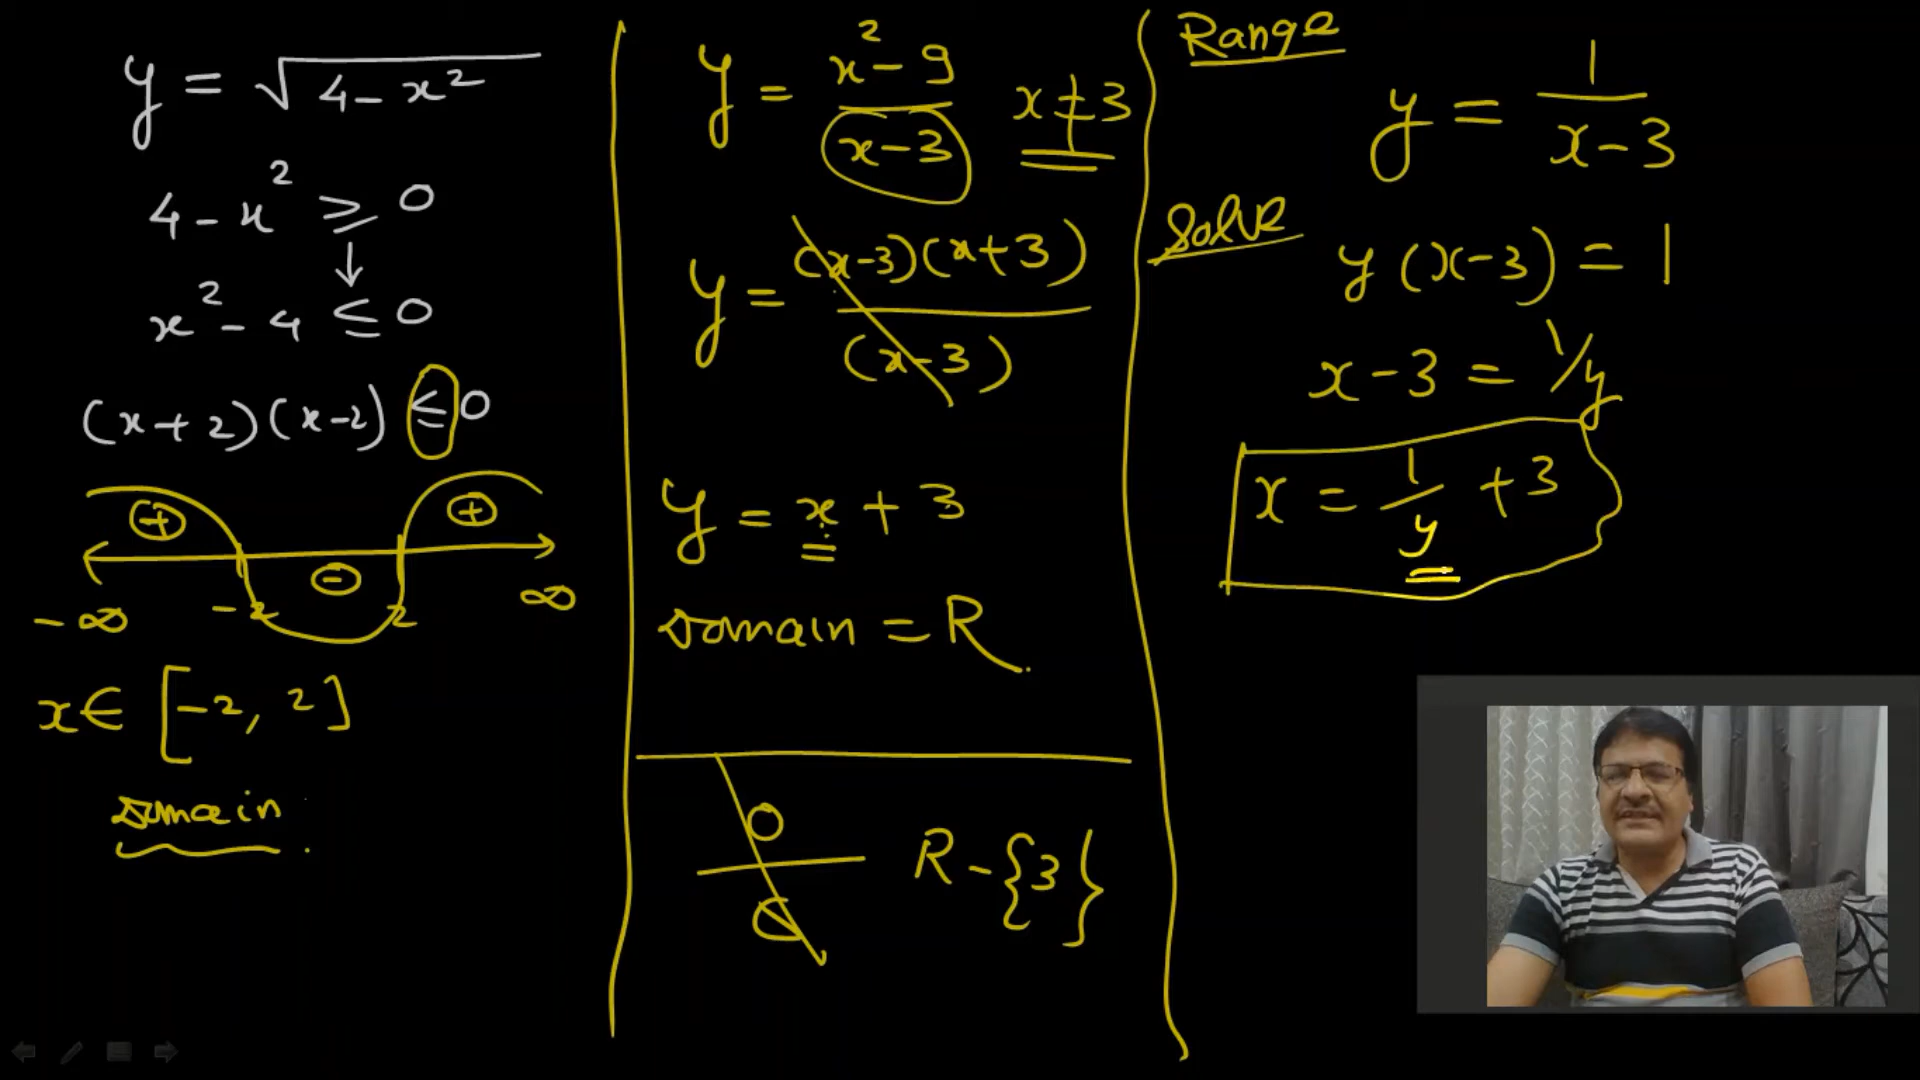 y = √4-x²
4-x² ≥ 0
↓
x²-4 ≤ 0
(x+2)(x-2) ≤ 0
+ - +
-∞ -2 2 ∞
x∈ [-2, 2]
Domain.
y = x²-9 / x-3 x≠3
y = (x-3)(x+3) / (x-3)
y = x + 3
Domain = R
0/0 R-{3}
Range
y = 1/x-3
Solve
y(x-3) = 1
x-3 = 1/y
x = 1/y +3